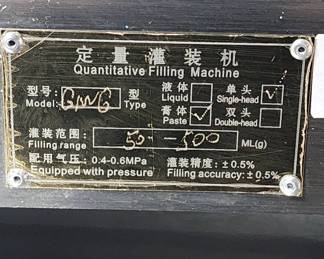 定量灌装机
Quantitative Filling Machine
型号: GWG 型 液体 单头 ✓
Model: Type Liquid Single-head
膏体 ✓ 双头
Paste Double-head
灌装范围: 50-500 ML(g)
Filling range
配用气压: 0.4-0.6MPa 灌装精度: ±0.5%
Equipped with pressure Filling accuracy: ±0.5%